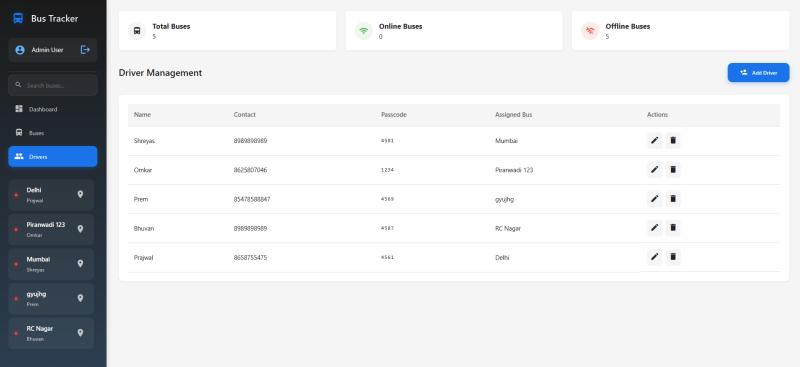 Bus Tracker
Admin User
Search buses...
Dashboard
Buses
Drivers
Delhi
Prajwal
Piranwadi 123
Omkar
Mumbai
Shreyas
gyujhg
Prem
RC Nagar
Bhuvan
Total Buses
5
Online Buses
0
Offline Buses
5
Driver Management
Add Driver
Name Contact Passcode Assigned Bus Actions
Shreyas 8989898989 4581 Mumbai
Omkar 8625807046 1234 Piranwadi 123
Prem 85478588847 4569 gyujhg
Bhuvan 8989898989 4587 RC Nagar
Prajwal 8658755475 4561 Delhi